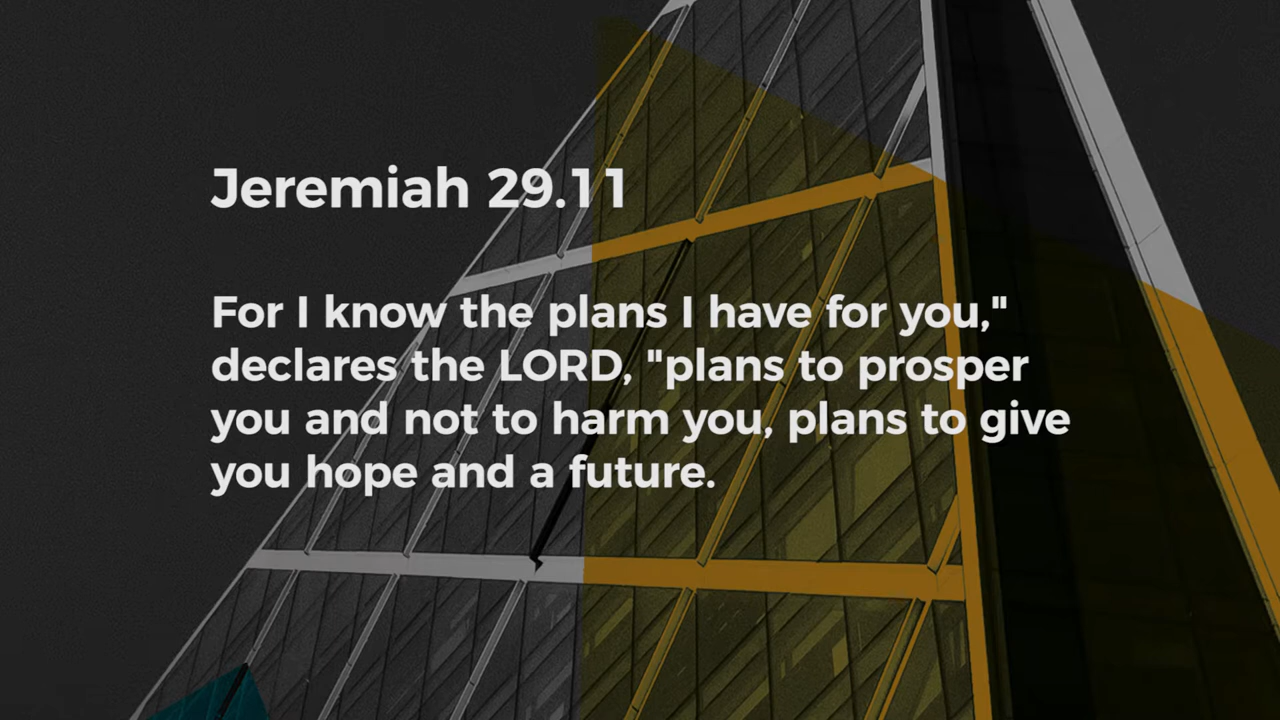 Jeremiah 29.11
For I know the plans I have for you,"
declares the LORD, "plans to prosper
you and not to harm you, plans to give
you hope and a future.